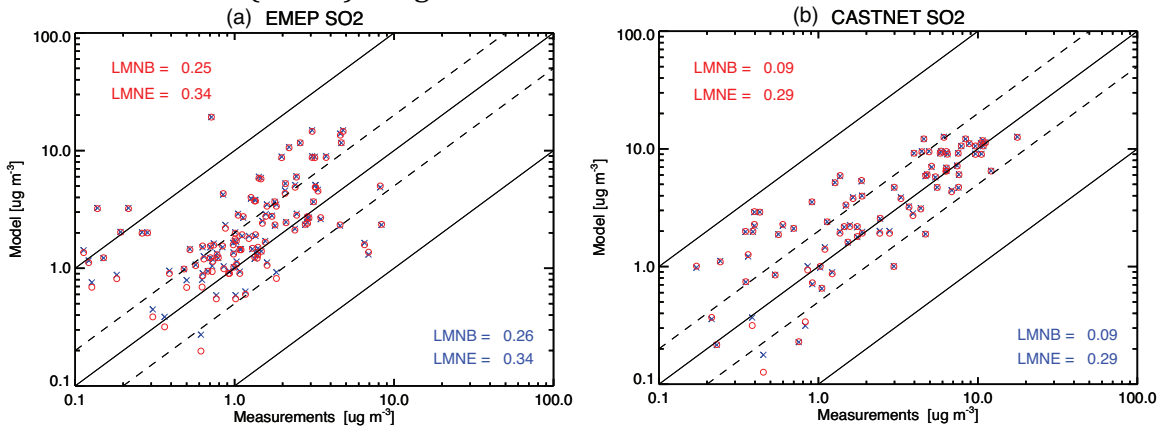 (a) EMEP SO2
100.0
10.0
1.0
0.1
Model [ug m-3]
LMNB = 0.25
LMNE = 0.34
LMNB = 0.26
LMNE = 0.34
0.1 1.0 10.0 100.0
Measurements [ug m-3]
(b) CASTNET SO2
100.0
10.0
1.0
0.1
Model [ug m-3]
LMNB = 0.09
LMNE = 0.29
LMNB = 0.09
LMNE = 0.29
0.1 1.0 10.0 100.0
Measurements [ug m-3]